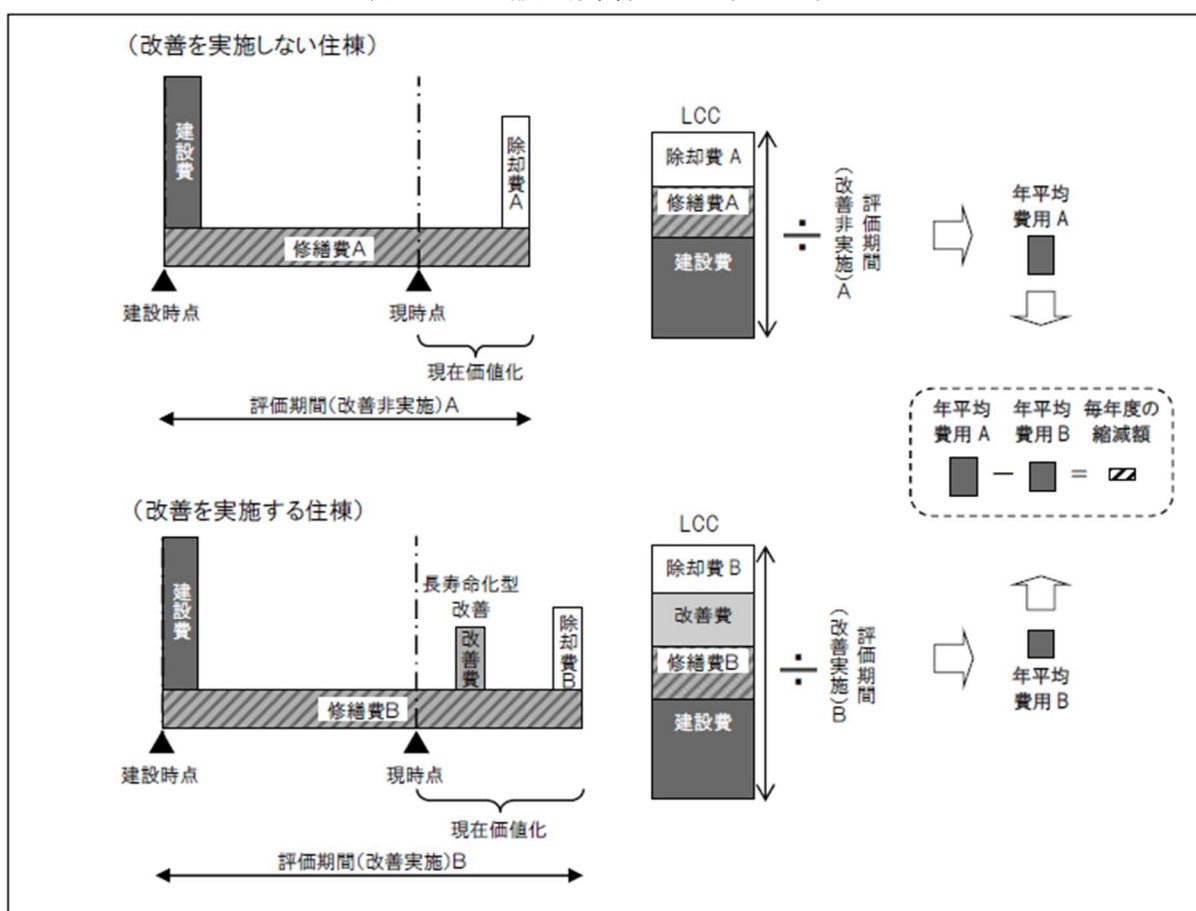 (改善を実施しない住棟)
建設費
除却費A
修繕費A
建設時点
現時点
現在価値化
評価期間(改善非実施)A
LCC
除却費A
修繕費A
建設費
÷
評価期間
(改善非実施)A
年平均
費用A
年平均
費用A
年平均
費用B
毎年度の
縮減額
－
＝
(改善を実施する住棟)
建設費
長寿命化型
改善
改善費
除却費B
修繕費B
建設時点
現時点
現在価値化
評価期間(改善実施)B
LCC
除却費B
改善費
修繕費B
建設費
÷
評価期間
(改善実施)B
年平均
費用B